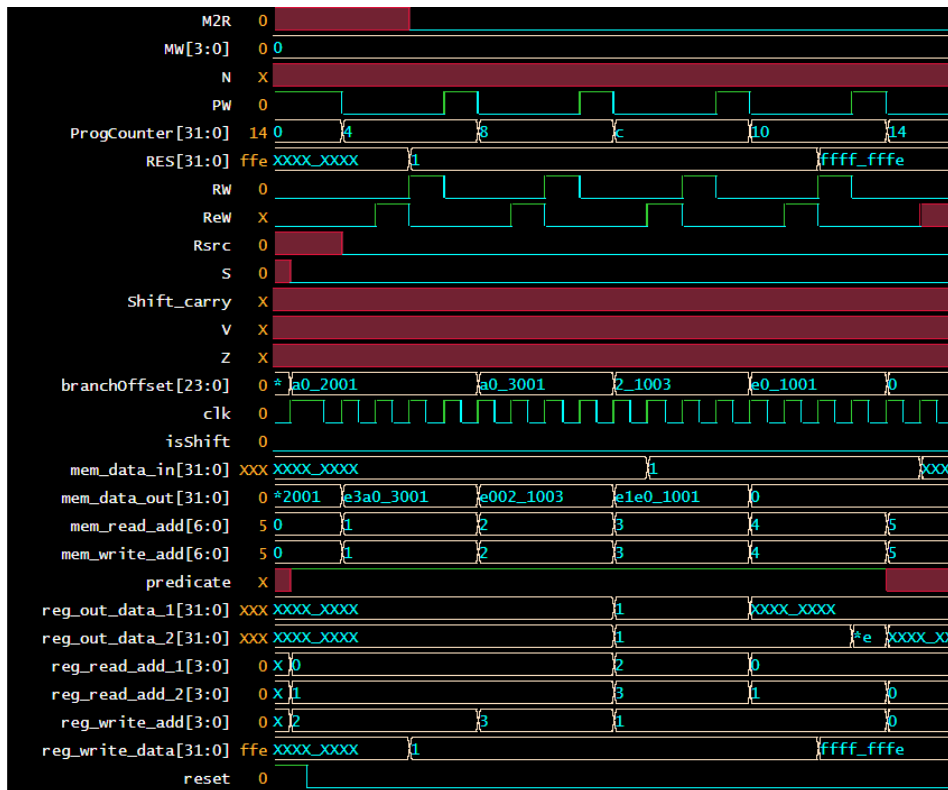 M2R 0
MW[3:0] 0 0
N X
PW 0
ProgCounter[31:0] 14 0 4 8 c 10 14
RES[31:0] ffe XXXX_XXXX 1 ffff_fffe
RW 0
ReW X
Rsrc 0
S 0
Shift_carry X
V X
Z X
branchOffset[23:0] 0 * a0_2001 a0_3001 2_1003 e0_1001 0
clk 0
isShift 0
mem_data_in[31:0] XXX XXXX_XXXX 1 XXX
mem_data_out[31:0] 0 *2001 e3a0_3001 e002_1003 e1e0_1001 0
mem_read_add[6:0] 5 0 1 2 3 4 5
mem_write_add[6:0] 5 0 1 2 3 4 5
predicate X
reg_out_data_1[31:0] XXX XXXX_XXXX 1 XXXX_XXXX
reg_out_data_2[31:0] XXX XXXX_XXXX 1 *e XXXX_XX
reg_read_add_1[3:0] 0 X 0 2 0
reg_read_add_2[3:0] 0 X 1 3 1 0
reg_write_add[3:0] 0 X 2 3 1 0
reg_write_data[31:0] ffe XXXX_XXXX 1 ffff_fffe
reset 0